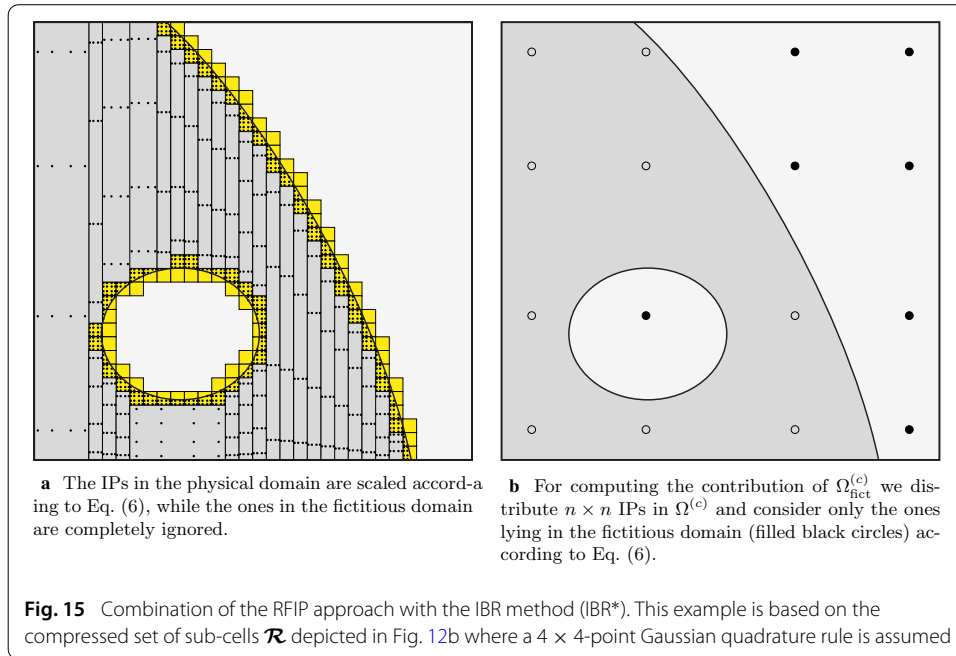 a The IPs in the physical domain are scaled accord-
ing to Eq. (6), while the ones in the fictitious domain
are completely ignored.
b For computing the contribution of Ω_fict^(c) we dis-
tribute n × n IPs in Ω^(c) and consider only the ones
lying in the fictitious domain (filled black circles) ac-
cording to Eq. (6).
Fig. 15 Combination of the RFIP approach with the IBR method (IBR*). This example is based on the
compressed set of sub-cells 𝓡 depicted in Fig. 12b where a 4 × 4-point Gaussian quadrature rule is assumed